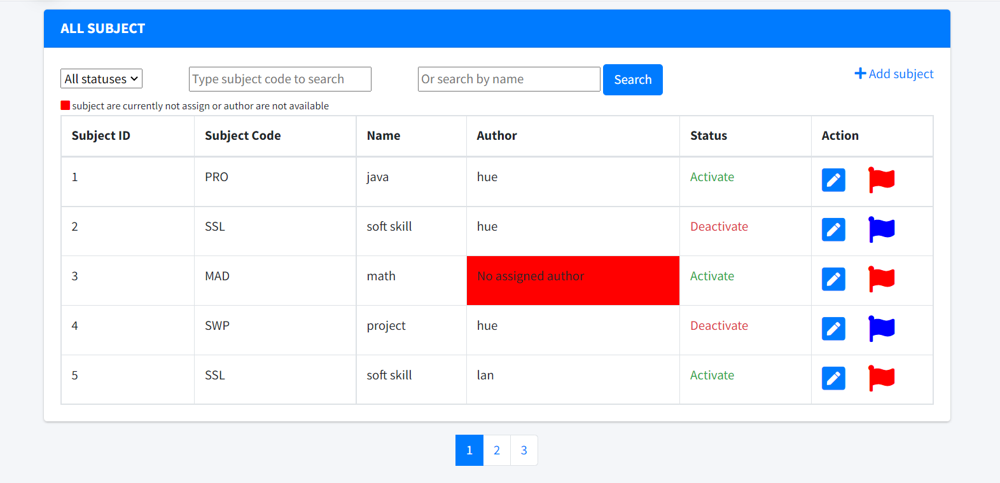 ALL SUBJECT
All statuses Type subject code to search Or search by name Search Add subject
subject are currently not assign or author are not available
Subject ID Subject Code Name Author Status Action
1 PRO java hue Activate
2 SSL soft skill hue Deactivate
3 MAD math No assigned author Activate
4 SWP project hue Deactivate
5 SSL soft skill lan Activate
1 2 3